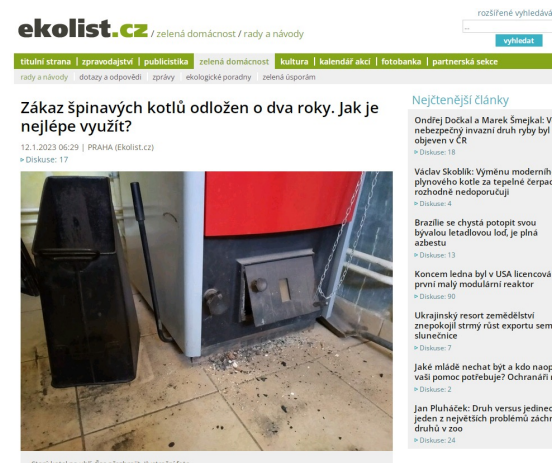 rozšířené vyhledává
ekolist.cz / zelená domácnost / rady a návody
..
vyhledat
titulní strana | zpravodajství | publicistika zelená domácnost kultura | kalendář akcí | fotobanka | partnerská sekce
rady a návody dotazy a odpovědi zprávy ekologické poradny zelená úsporám
Zákaz špinavých kotlů odložen o dva roky. Jak je
nejlépe využít?
12.1.2023 06:29 | PRAHA (Ekolist.cz)
Diskuse: 17
Nejčtenější články
Ondřej Dočkal a Marek Šmejkal: V
nebezpečný invazní druh ryby byl
objeven v ČR
Diskuse: 18
Václav Skoblík: Výměnu moderníh
plynového kotle za tepelné čerpad
rozhodně nedoporučuji
Diskuse: 4
Brazílie se chystá potopit svou
bývalou letadlovou loď, je plná
azbestu
Diskuse: 13
Koncem ledna byl v USA licencová
první malý modulární reaktor
Diskuse: 90
Ukrajinský resort zemědělství
znepokojil strmý růst exportu sem
slunečnice
Diskuse: 7
Jaké mládě nechat být a kdo naop
vaši pomoc potřebuje? Ochranáři
Diskuse: 2
Jan Pluháček: Druh versus jedinec
jeden z největších problémů záchr
druhů v zoo
Diskuse: 24